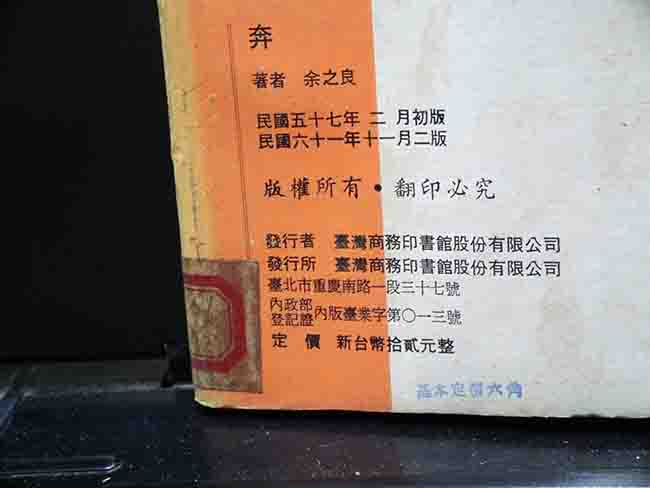 奔
著者 余之良
民國五十七年 二 月初版
民國六十一年十一月二版
版權所有・翻印必究
發行者 臺灣商務印書館股份有限公司
發行所 臺灣商務印書館股份有限公司
臺北市重慶南路一段三十七號
內政部
登記證 內版臺業字第〇一三號
定價 新台幣拾貳元整
基本定價六角